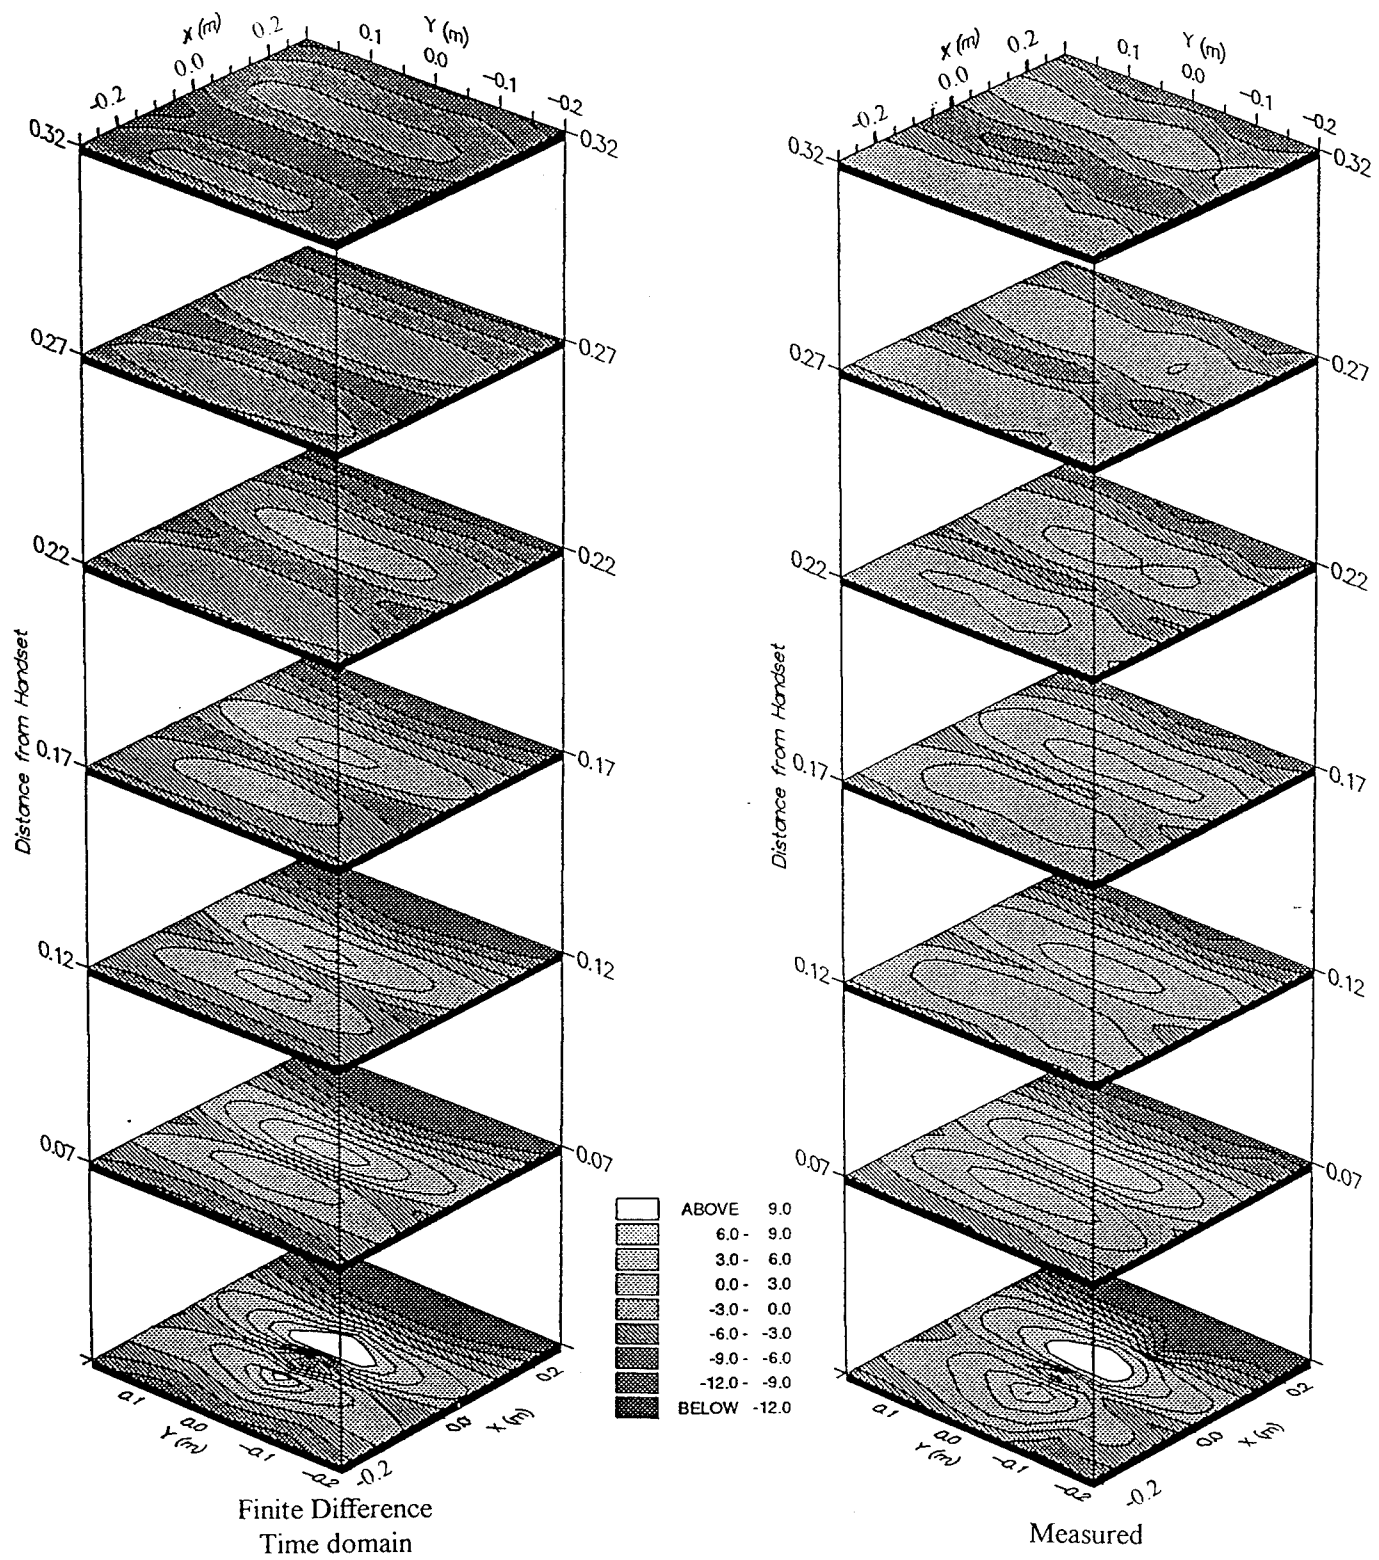 X (m)
0.2
0.0
-0.2
Y (m)
0.1
0.0
-0.1
-0.2
0.32
0.32
0.27
0.27
0.22
0.22
0.17
0.17
0.12
0.12
0.07
0.07
Distance from Handset
0.1
0.0
-0.1
-0.2
Y (m)
-0.2
0.0
0.2
X (m)
Finite Difference
Time domain
ABOVE 9.0
6.0 - 9.0
3.0 - 6.0
0.0 - 3.0
-3.0 - 0.0
-6.0 - -3.0
-9.0 - -6.0
-12.0 - -9.0
BELOW -12.0
X (m)
0.2
0.0
-0.2
Y (m)
0.1
0.0
-0.1
-0.2
0.32
0.32
0.27
0.27
0.22
0.22
0.17
0.17
0.12
0.12
0.07
0.07
Distance from Handset
0.1
0.0
-0.1
-0.2
Y (m)
-0.2
0.0
0.2
X (m)
Measured